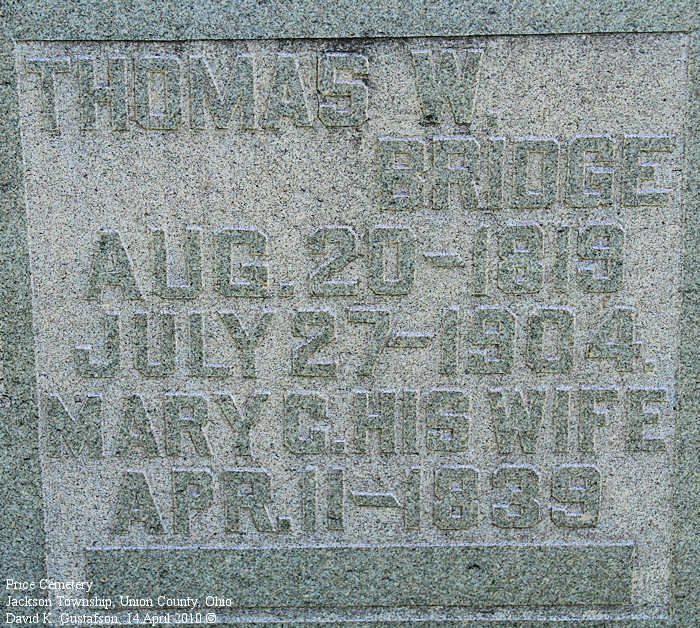 THOMAS W.
BRIDGE
AUG. 20-1819
JULY 27-1904.
MARY G. HIS WIFE
APR. 11-1839
Price Cemetery
Jackson Township, Union County, Ohio
David K. Gustafson, 14 April 2010 ©